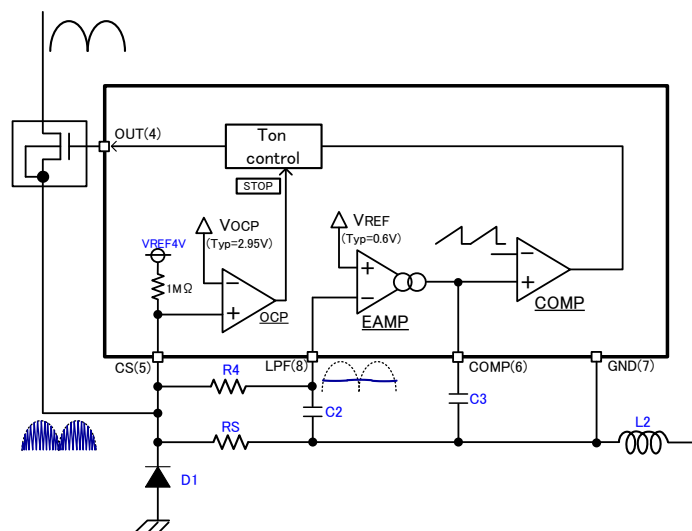 OUT(4)
Ton
control
STOP
VREF4V
VOCP
(Typ=2.95V)
VREF
(Typ=0.6V)
1MΩ
OCP
EAMP
COMP
CS(5)
LPF(8)
COMP(6)
GND(7)
R4
C2
C3
RS
L2
D1